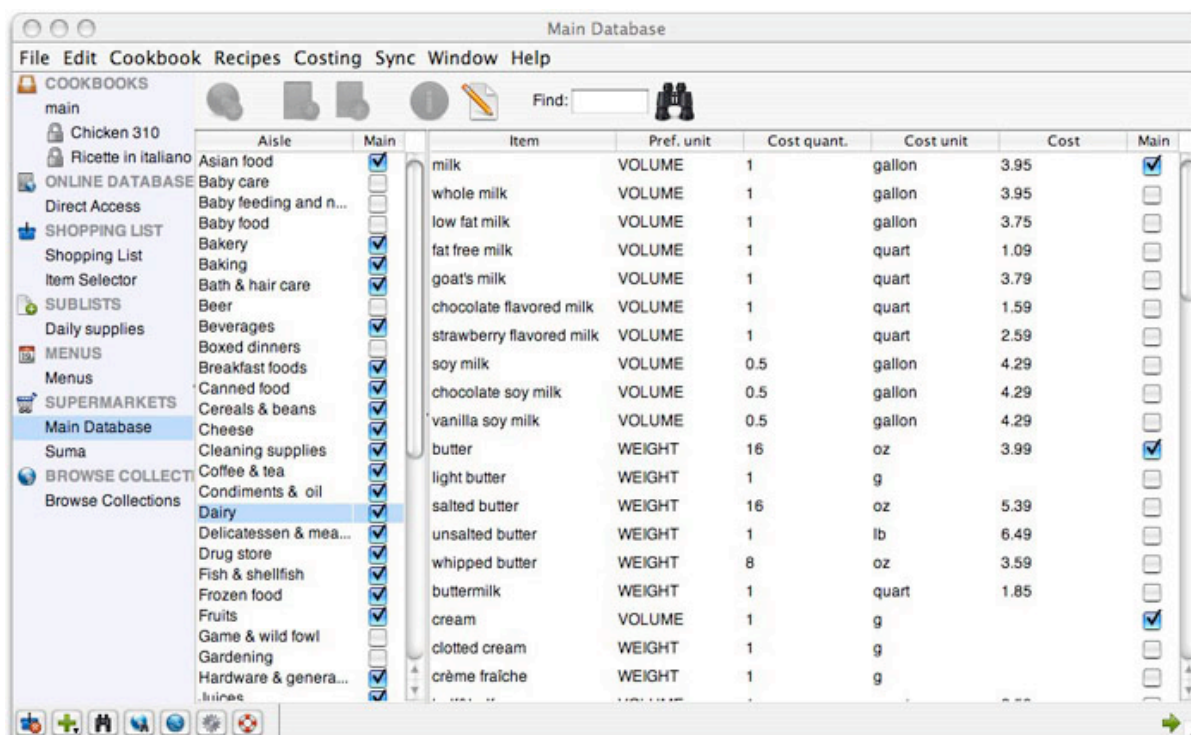 Main Database
File Edit Cookbook Recipes Costing Sync Window Help
COOKBOOKS
main
Chicken 310
Ricette in italiano
ONLINE DATABASE
Direct Access
SHOPPING LIST
Shopping List
Item Selector
SUBLISTS
Daily supplies
MENUS
Menus
SUPERMARKETS
Main Database
Suma
BROWSE COLLECTI
Browse Collections
Find:
Aisle Main
Asian food
Baby care
Baby feeding and n...
Baby food
Bakery
Baking
Bath & hair care
Beer
Beverages
Boxed dinners
Breakfast foods
Canned food
Cereals & beans
Cheese
Cleaning supplies
Coffee & tea
Condiments & oil
Dairy
Delicatessen & mea...
Drug store
Fish & shellfish
Frozen food
Fruits
Game & wild fowl
Gardening
Hardware & genera...
Juices
Item Pref. unit Cost quant. Cost unit Cost Main
milk VOLUME 1 gallon 3.95
whole milk VOLUME 1 gallon 3.95
low fat milk VOLUME 1 gallon 3.75
fat free milk VOLUME 1 quart 1.09
goat's milk VOLUME 1 quart 3.79
chocolate flavored milk VOLUME 1 quart 1.59
strawberry flavored milk VOLUME 1 quart 2.59
soy milk VOLUME 0.5 gallon 4.29
chocolate soy milk VOLUME 0.5 gallon 4.29
vanilla soy milk VOLUME 0.5 gallon 4.29
butter WEIGHT 16 oz 3.99
light butter WEIGHT 1 g
salted butter WEIGHT 16 oz 5.39
unsalted butter WEIGHT 1 lb 6.49
whipped butter WEIGHT 8 oz 3.59
buttermilk WEIGHT 1 quart 1.85
cream VOLUME 1 g
clotted cream WEIGHT 1 g
crème fraîche WEIGHT 1 g